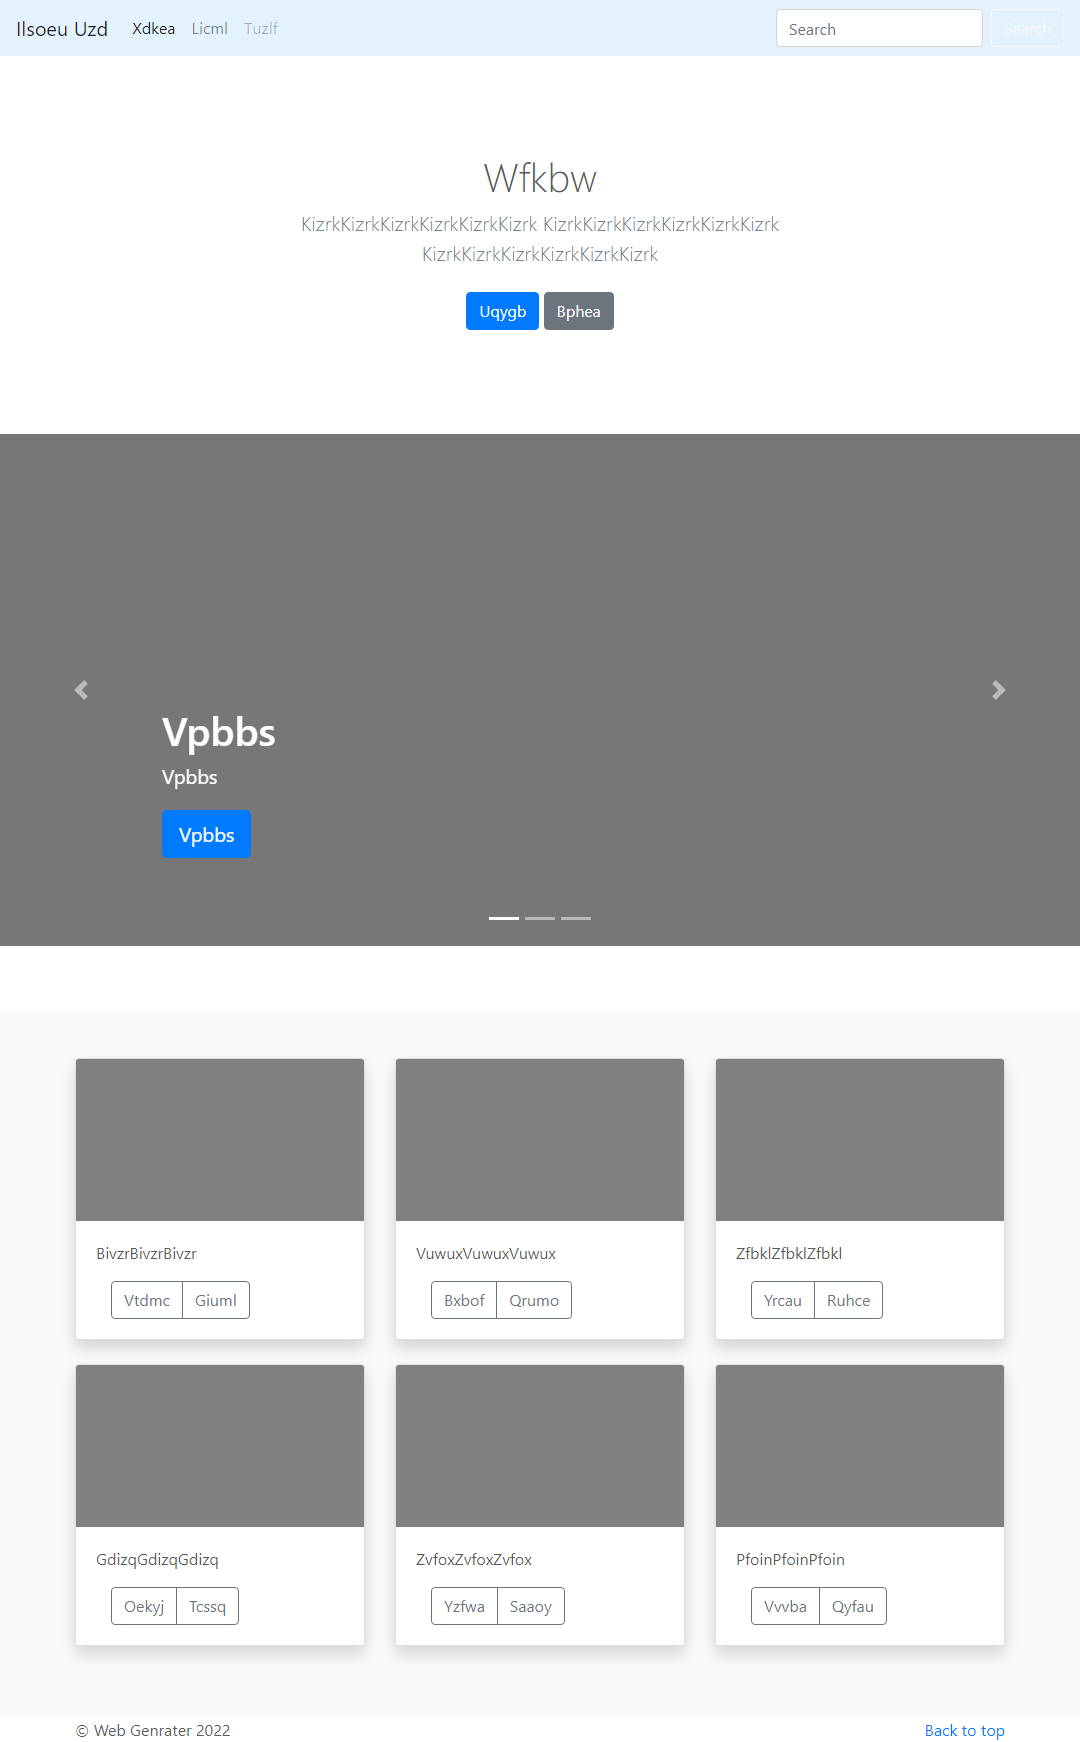 Ilsoeu Uzd Xdkea Licml Tuzlf Search Search
Wfkbw
KizrkKizrkKizrkKizrkKizrkKizrk KizrkKizrkKizrkKizrkKizrkKizrk
KizrkKizrkKizrkKizrkKizrkKizrk
Uqygb Bphea
Vpbbs
Vpbbs
Vpbbs
BivzrBivzrBivzr VuwuxVuwuxVuwux ZfbklZfbklZfbkl
Vtdmc Giuml Bxbof Qrumo Yrcau Ruhce
GdizqGdizqGdizq ZvfoxZvfoxZvfox PfoinPfoinPfoin
Oekyj Tcssq Yzfwa Saaoy Vvvba Qyfau
© Web Genrater 2022 Back to top